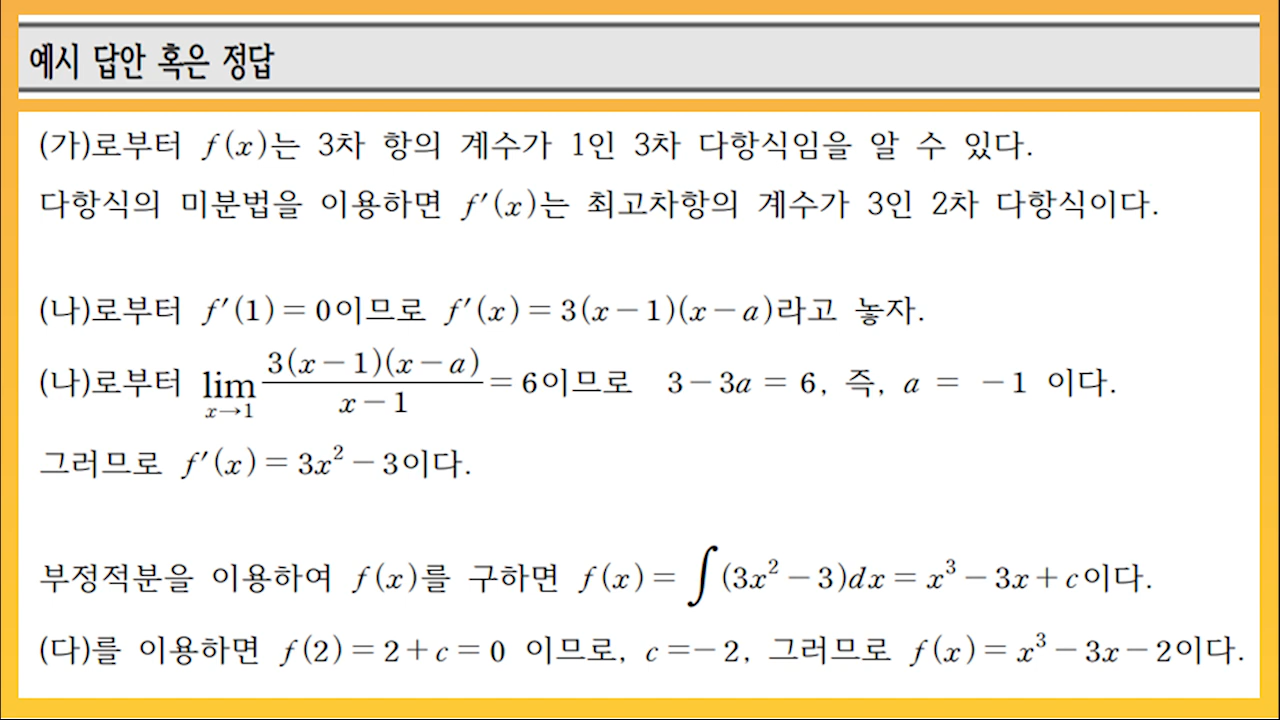 예시 답안 혹은 정답
(가)로부터 f(x)는 3차 항의 계수가 1인 3차 다항식임을 알 수 있다.
다항식의 미분법을 이용하면 f′(x)는 최고차항의 계수가 3인 2차 다항식이다.
(나)로부터 f′(1) = 0이므로 f′(x) = 3(x−1)(x−a)라고 놓자.
(나)로부터 lim_{x→1} \frac{3(x−1)(x−a)}{x−1} = 6이므로 3−3a = 6, 즉, a = −1 이다.
그러므로 f′(x) = 3x² − 3이다.
부정적분을 이용하여 f(x)를 구하면 f(x) = ∫(3x² − 3)dx = x³ − 3x + c이다.
(다)를 이용하면 f(2) = 2+c = 0 이므로, c = −2, 그러므로 f(x) = x³ − 3x − 2이다.